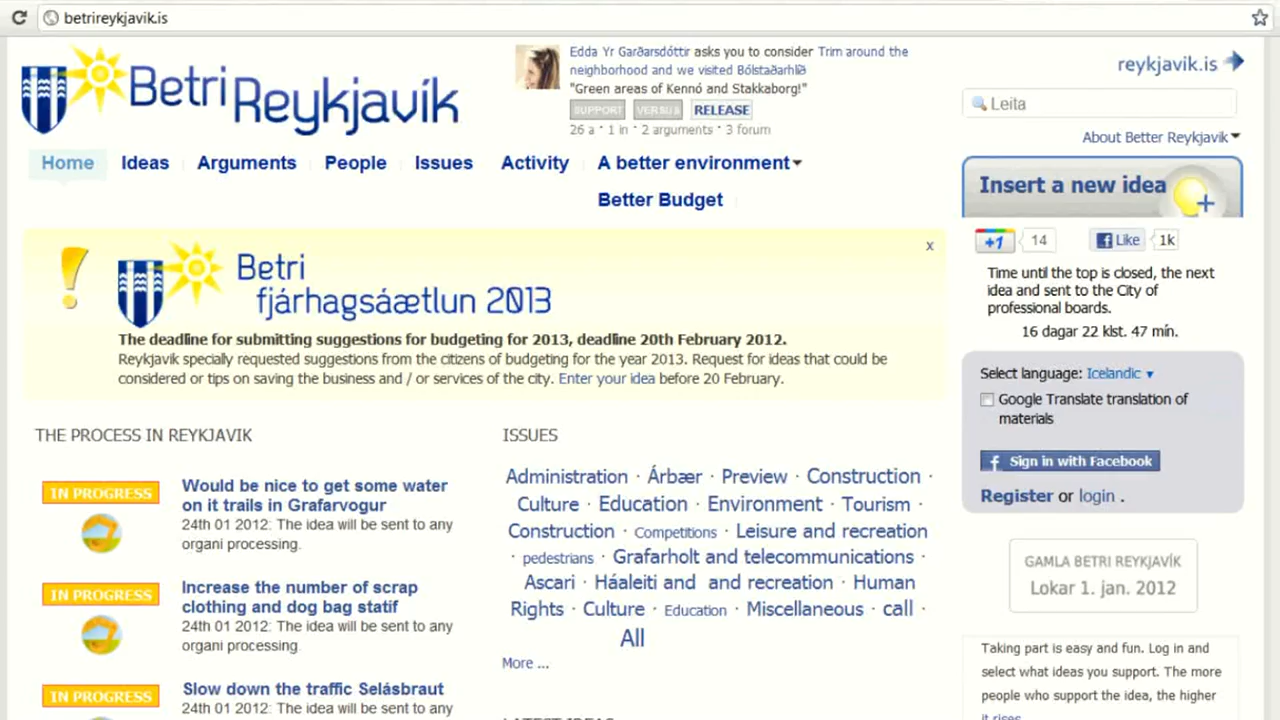 betrireykjavik.is
Betri Reykjavík
Edda Yr Garðarsdóttir asks you to consider Trim around the
neighborhood and we visited Bólstaðarhlíð
"Green areas of Kennó and Stakkaborg!"
SUPPORT VERSUS RELEASE
26 a · 1 in · 2 arguments · 3 forum
reykjavik.is
Leita
About Better Reykjavik
Home Ideas Arguments People Issues Activity A better environment
Better Budget
Insert a new idea
+1 14 Like 1k
Time until the top is closed, the next
idea and sent to the City of
professional boards.
16 dagar 22 klst. 47 mín.
x
Betri
fjárhagsáætlun 2013
The deadline for submitting suggestions for budgeting for 2013, deadline 20th February 2012.
Reykjavik specially requested suggestions from the citizens of budgeting for the year 2013. Request for ideas that could be
considered or tips on saving the business and / or services of the city. Enter your idea before 20 February.
Select language: Icelandic
Google Translate translation of
materials
Sign in with Facebook
Register or login .
THE PROCESS IN REYKJAVIK
IN PROGRESS
Would be nice to get some water
on it trails in Grafarvogur
24th 01 2012: The idea will be sent to any
organi processing.
IN PROGRESS
Increase the number of scrap
clothing and dog bag statif
24th 01 2012: The idea will be sent to any
organi processing.
IN PROGRESS
Slow down the traffic Selásbraut
24th 01 2012: The idea will be sent to any
ISSUES
Administration · Árbær · Preview · Construction ·
Culture · Education · Environment · Tourism ·
Construction · Competitions · Leisure and recreation
· pedestrians · Grafarholt and telecommunications ·
Ascari · Háaleiti and and recreation · Human
Rights · Culture · Education · Miscellaneous · call ·
All
More ...
LATEST IDEAS
GAMLA BETRI REYKJAVÍK
Lokar 1. jan. 2012
Taking part is easy and fun. Log in and
select what ideas you support. The more
people who support the idea, the higher
it rises